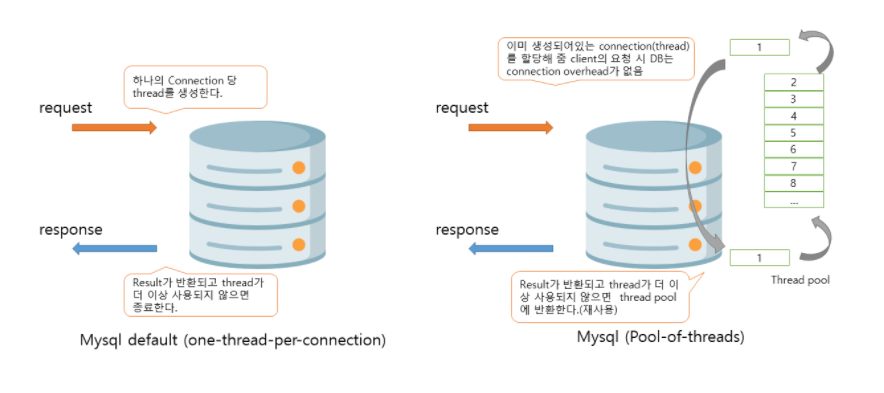 하나의 Connection 당
thread를 생성한다.
request
response
Result가 반환되고 thread가
더 이상 사용되지 않으면
종료한다.
Mysql default (one-thread-per-connection)
이미 생성되어있는 connection(thread)
를 할당해 줌 client의 요청 시 DB는
connection overhead가 없음
request
response
1
2
3
4
5
6
7
8
...
1
Thread pool
Result가 반환되고 thread가 더 이
상 사용되지 않으면 thread pool
에 반환한다.(재사용)
Mysql (Pool-of-threads)